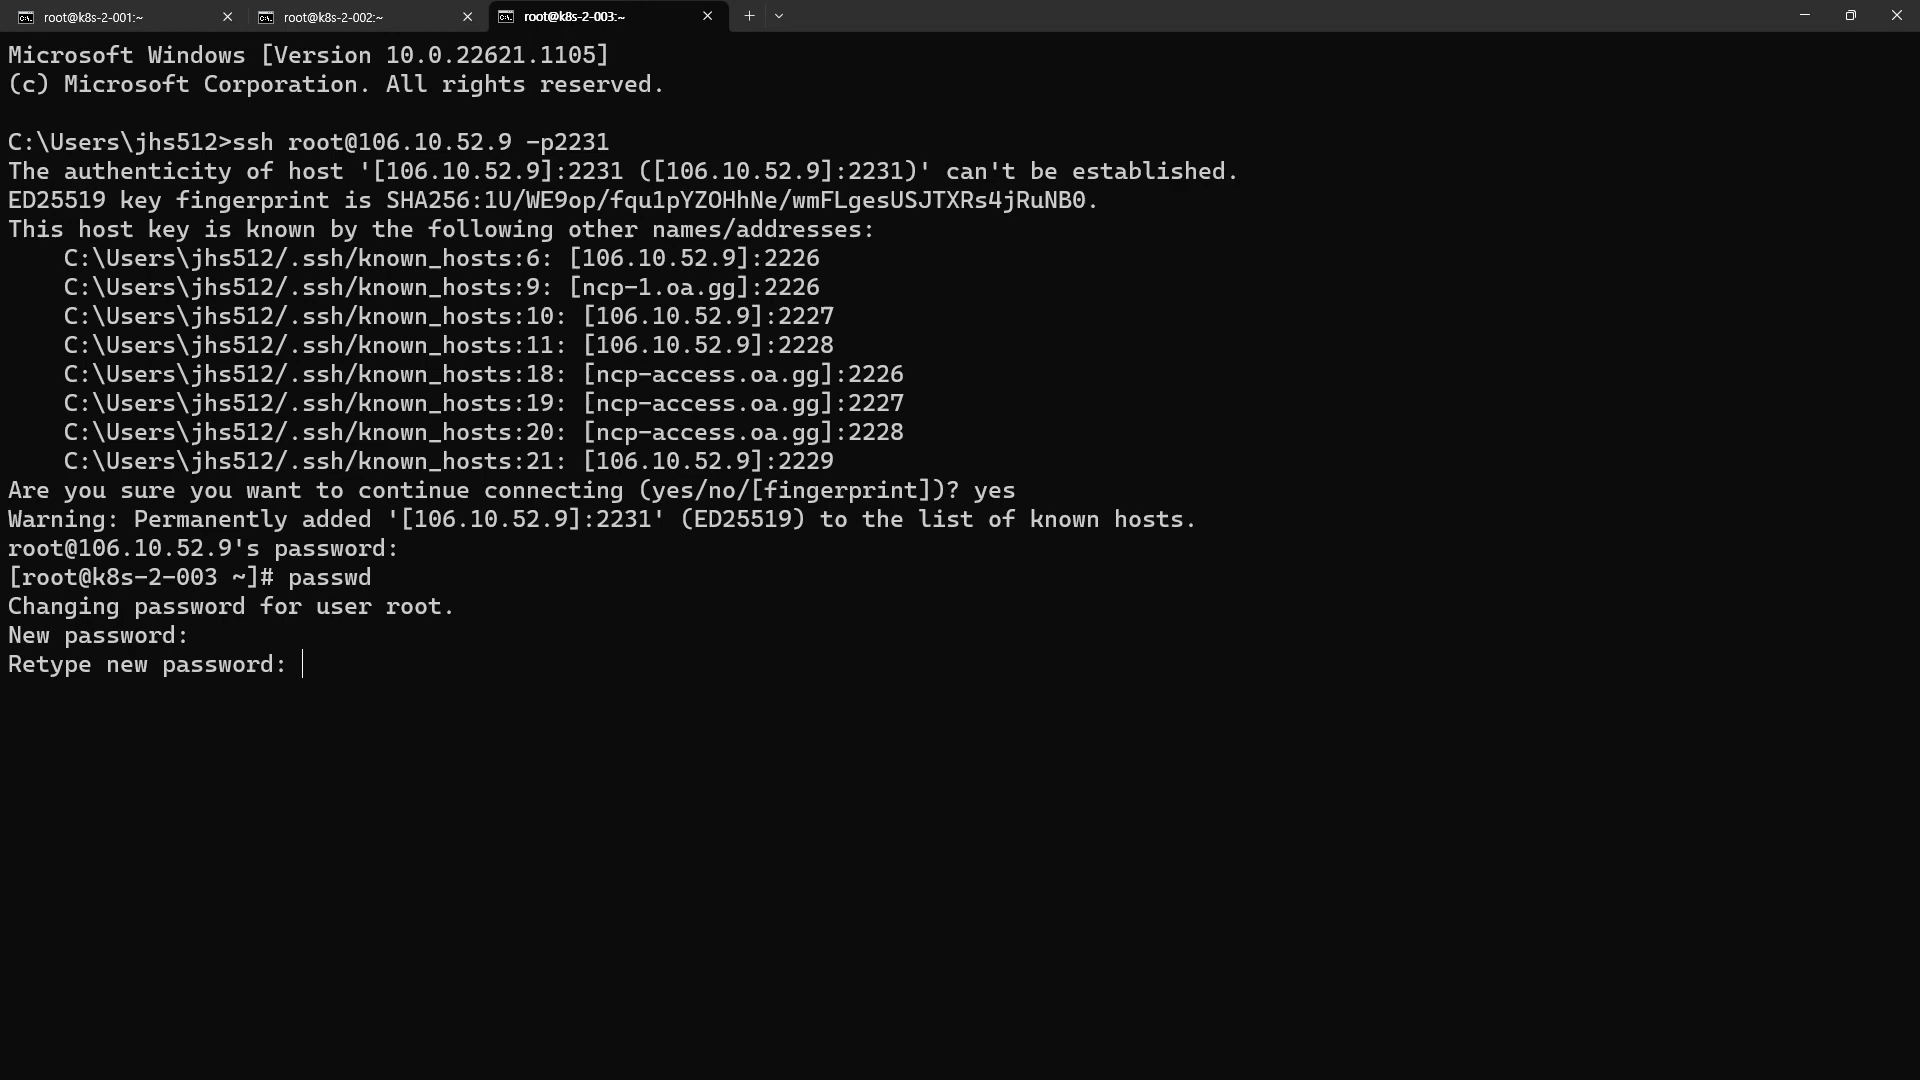 root@k8s-2-001:~
root@k8s-2-002:~
root@k8s-2-003:~
Microsoft Windows [Version 10.0.22621.1105]
(c) Microsoft Corporation. All rights reserved.
C:\Users\jhs512>ssh root@106.10.52.9 -p2231
The authenticity of host '[106.10.52.9]:2231 ([106.10.52.9]:2231)' can't be established.
ED25519 key fingerprint is SHA256:1U/WE9op/fqu1pYZOHhNe/wmFLgesUSJTXRs4jRuNB0.
This host key is known by the following other names/addresses:
    C:\Users\jhs512/.ssh/known_hosts:6: [106.10.52.9]:2226
    C:\Users\jhs512/.ssh/known_hosts:9: [ncp-1.oa.gg]:2226
    C:\Users\jhs512/.ssh/known_hosts:10: [106.10.52.9]:2227
    C:\Users\jhs512/.ssh/known_hosts:11: [106.10.52.9]:2228
    C:\Users\jhs512/.ssh/known_hosts:18: [ncp-access.oa.gg]:2226
    C:\Users\jhs512/.ssh/known_hosts:19: [ncp-access.oa.gg]:2227
    C:\Users\jhs512/.ssh/known_hosts:20: [ncp-access.oa.gg]:2228
    C:\Users\jhs512/.ssh/known_hosts:21: [106.10.52.9]:2229
Are you sure you want to continue connecting (yes/no/[fingerprint])? yes
Warning: Permanently added '[106.10.52.9]:2231' (ED25519) to the list of known hosts.
root@106.10.52.9's password:
[root@k8s-2-003 ~]# passwd
Changing password for user root.
New password:
Retype new password: